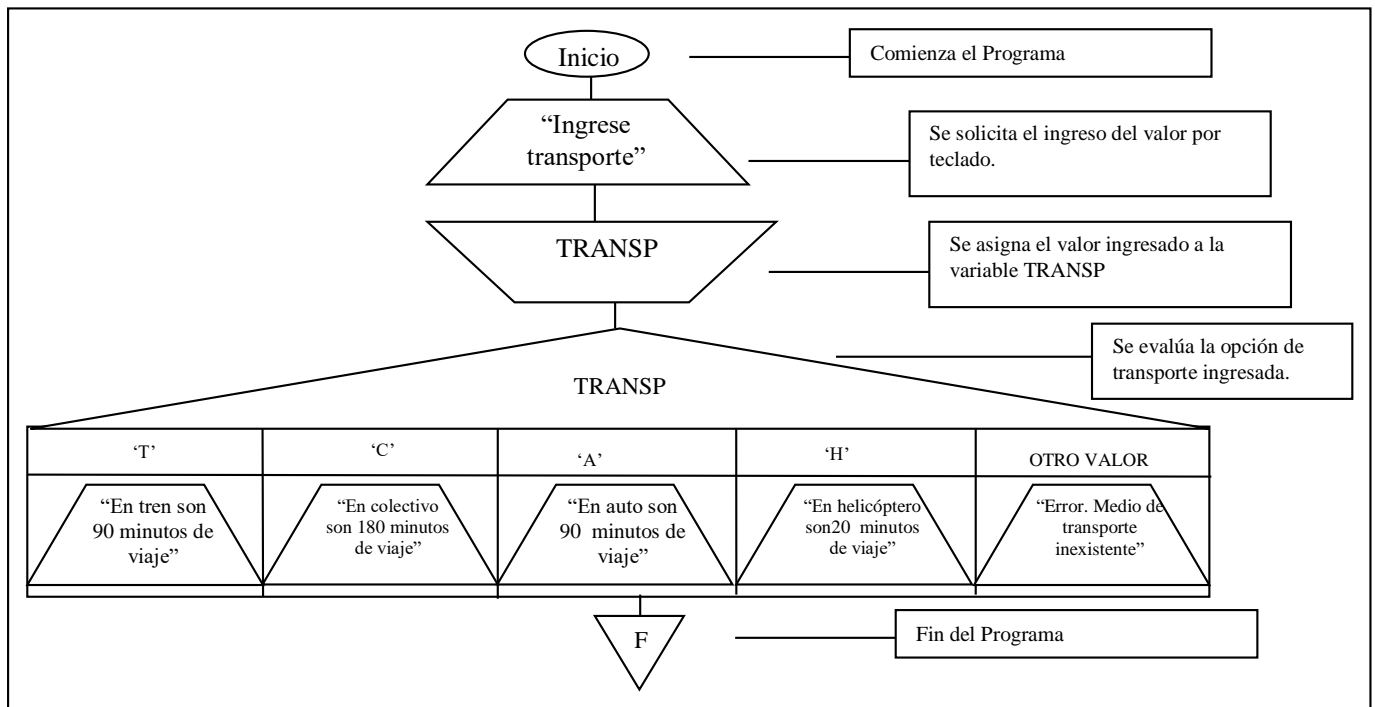 Inicio
Comienza el Programa
“Ingrese
transporte”
Se solicita el ingreso del valor por
teclado.
TRANSP
Se asigna el valor ingresado a la
variable TRANSP
Se evalúa la opción de
transporte ingresada.
TRANSP
‘T’
‘C’
‘A’
‘H’
OTRO VALOR
“En tren son
90 minutos de
viaje”
“En
colectivo
son 180 minutos
de viaje”
“En auto son
90  minutos de
viaje”
“En helicóptero
son20  minutos
de viaje”
“Error. Medio de
transporte
inexistente”
F
Fin del Programa